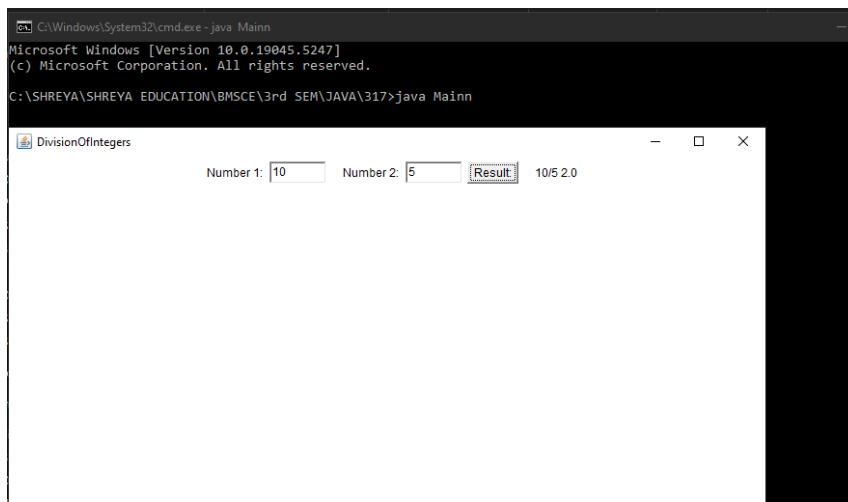 C:\Windows\System32\cmd.exe - java Mainn
Microsoft Windows [Version 10.0.19045.5247]
(c) Microsoft Corporation. All rights reserved.
C:\SHREYA\SHREYA EDUCATION\BMSCE\3rd SEM\JAVA\317>java Mainn
DivisionOfIntegers
Number 1: 10 Number 2: 5 Result: 10/5 2.0